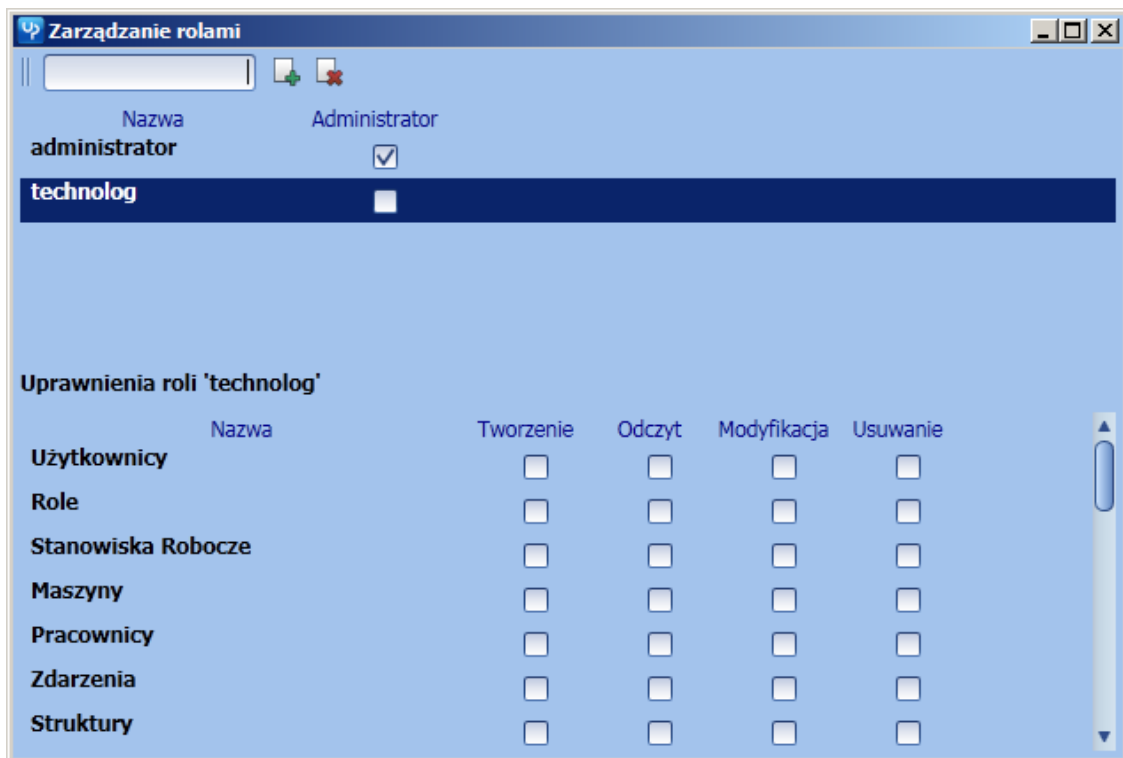 Zarządzanie rolami
Nazwa Administrator
administrator
technolog
Uprawnienia roli 'technolog'
Nazwa Tworzenie Odczyt Modyfikacja Usuwanie
Użytkownicy
Role
Stanowiska Robocze
Maszyny
Pracownicy
Zdarzenia
Struktury